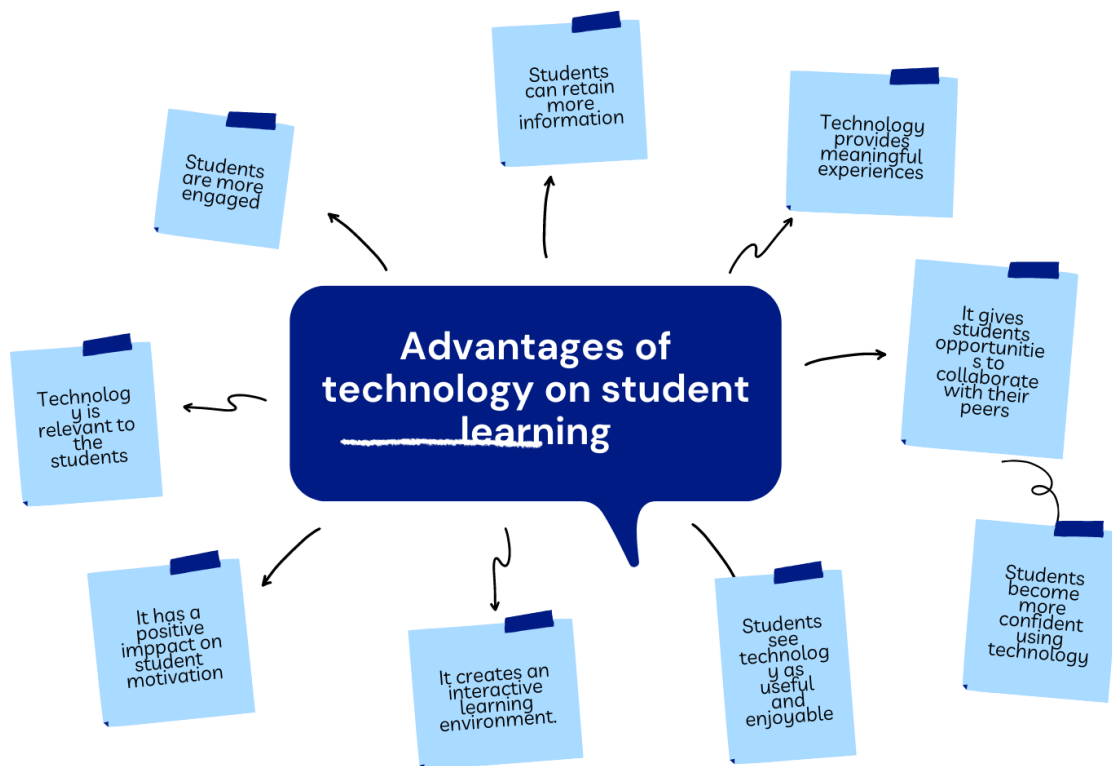 Students
can retain
more
information
Technology
provides
meaningful
experiences
Students
are more
engaged
Advantages of
technology on student
learning
It gives
students
opportunitie
s to
collaborate
with their
peers
Technolog
y is
relevant to
the
students
Students
become
more
confident
using
technology
It has a
positive
imppact on
student
motivation
It creates an
interactive
learning
environment.
Students
see
technolog
y as
useful
and
enjoyable